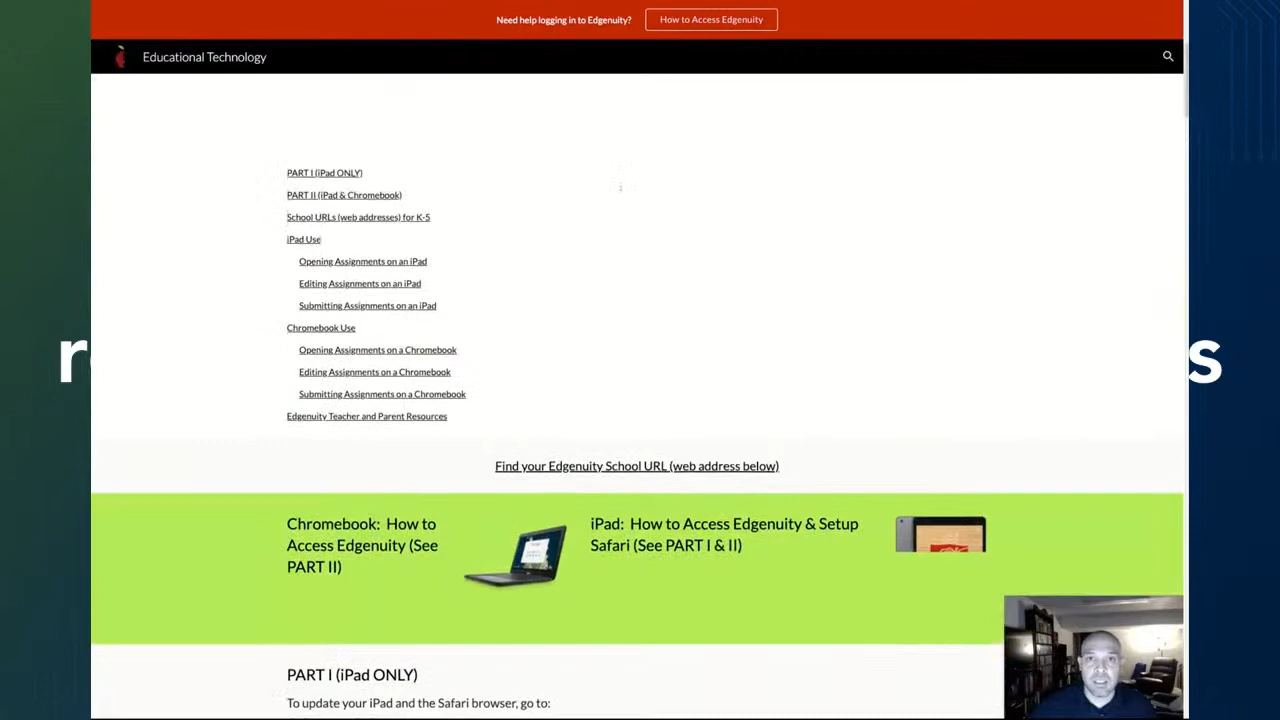 Need help logging in to Edgenuity?
How to Access Edgenuity
Educational Technology
PART I (iPad ONLY)
PART II (iPad & Chromebook)
School URLs (web addresses) for K-5
iPad Use
Opening Assignments on an iPad
Editing Assignments on an iPad
Submitting Assignments on an iPad
Chromebook Use
Opening Assignments on a Chromebook
Editing Assignments on a Chromebook
Submitting Assignments on a Chromebook
Edgenuity Teacher and Parent Resources
Find your Edgenuity School URL (web address below)
Chromebook: How to
Access Edgenuity (See
PART II)
iPad: How to Access Edgenuity & Setup
Safari (See PART I & II)
PART I (iPad ONLY)
To update your iPad and the Safari browser, go to: